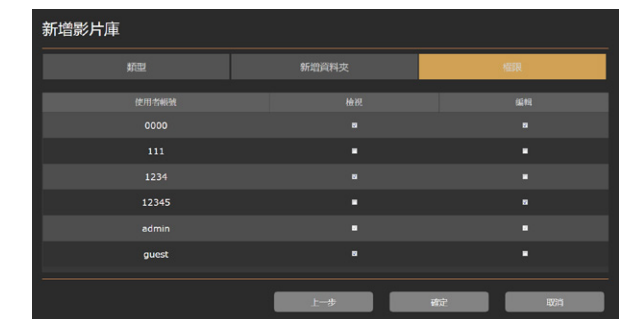 新增影片庫
類型 新增資料夾 權限
使用者帳號 檢視 編輯
0000
111
1234
12345
admin
guest
上一步 確定 取消